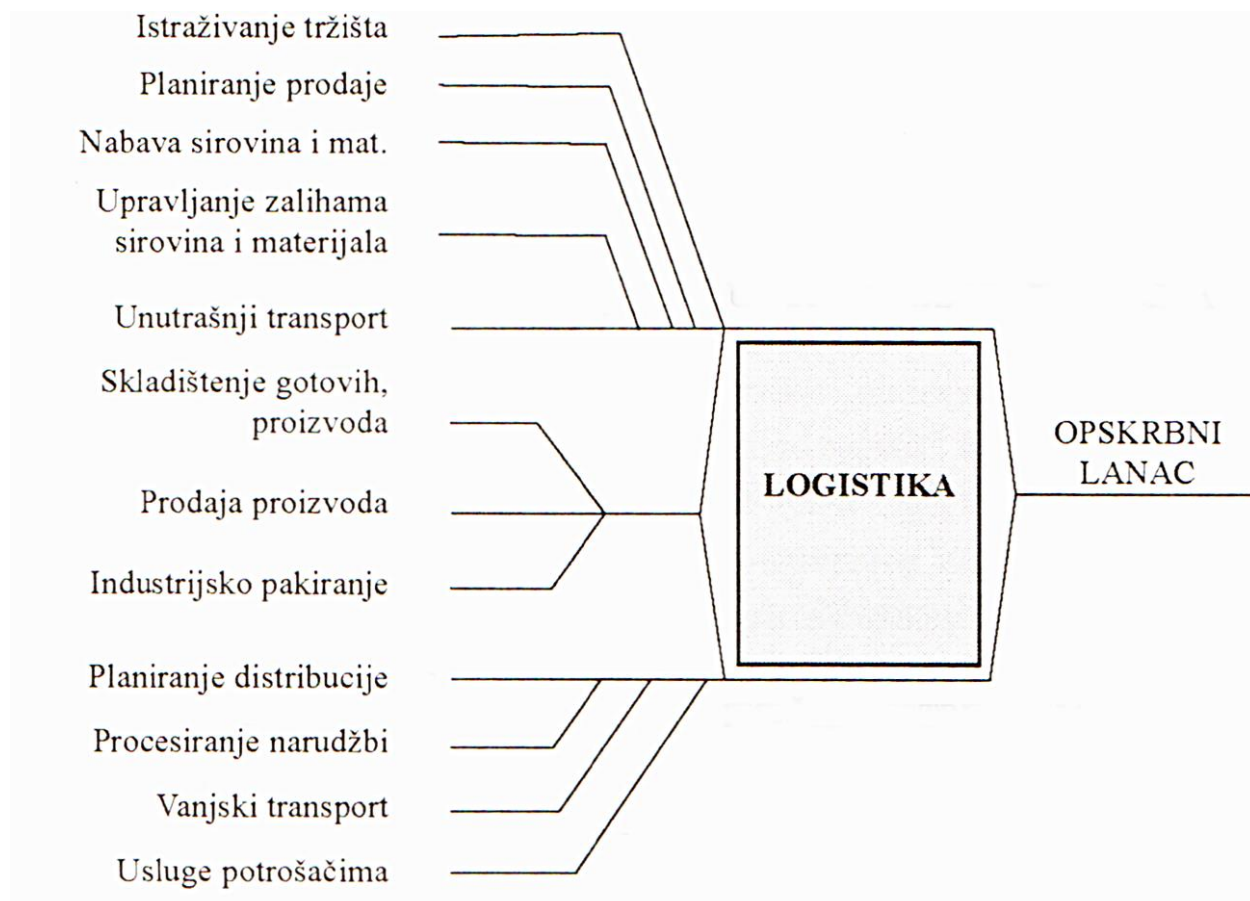 Istraživanje tržišta
Planiranje prodaje
Nabava sirovina i mat.
Upravljanje zalihama
sirovina i materijala
Unutrašnji transport
Skladištenje gotovih,
proizvoda
Prodaja proizvoda
Industrijsko pakiranje
Planiranje distribucije
Procesiranje narudžbi
Vanjski transport
Usluge potrošačima
LOGISTIKA
OPSKRBNI
LANAC